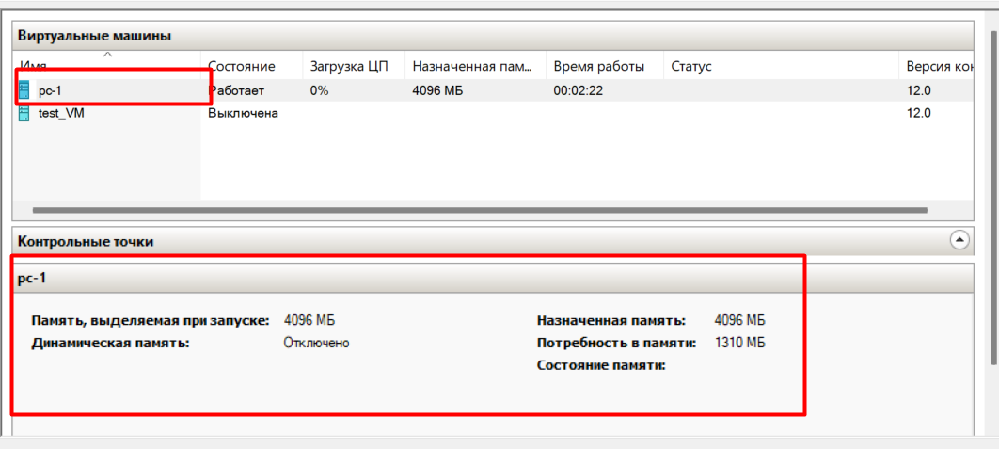 Виртуальные машины
Имя Состояние Загрузка ЦП Назначенная пам... Время работы Статус Версия кон
pc-1 Работает 0% 4096 МБ 00:02:22 12.0
test_VM Выключена 12.0
Контрольные точки
pc-1
Память, выделяемая при запуске: 4096 МБ Назначенная память: 4096 МБ
Динамическая память: Отключено Потребность в памяти: 1310 МБ
Состояние памяти: